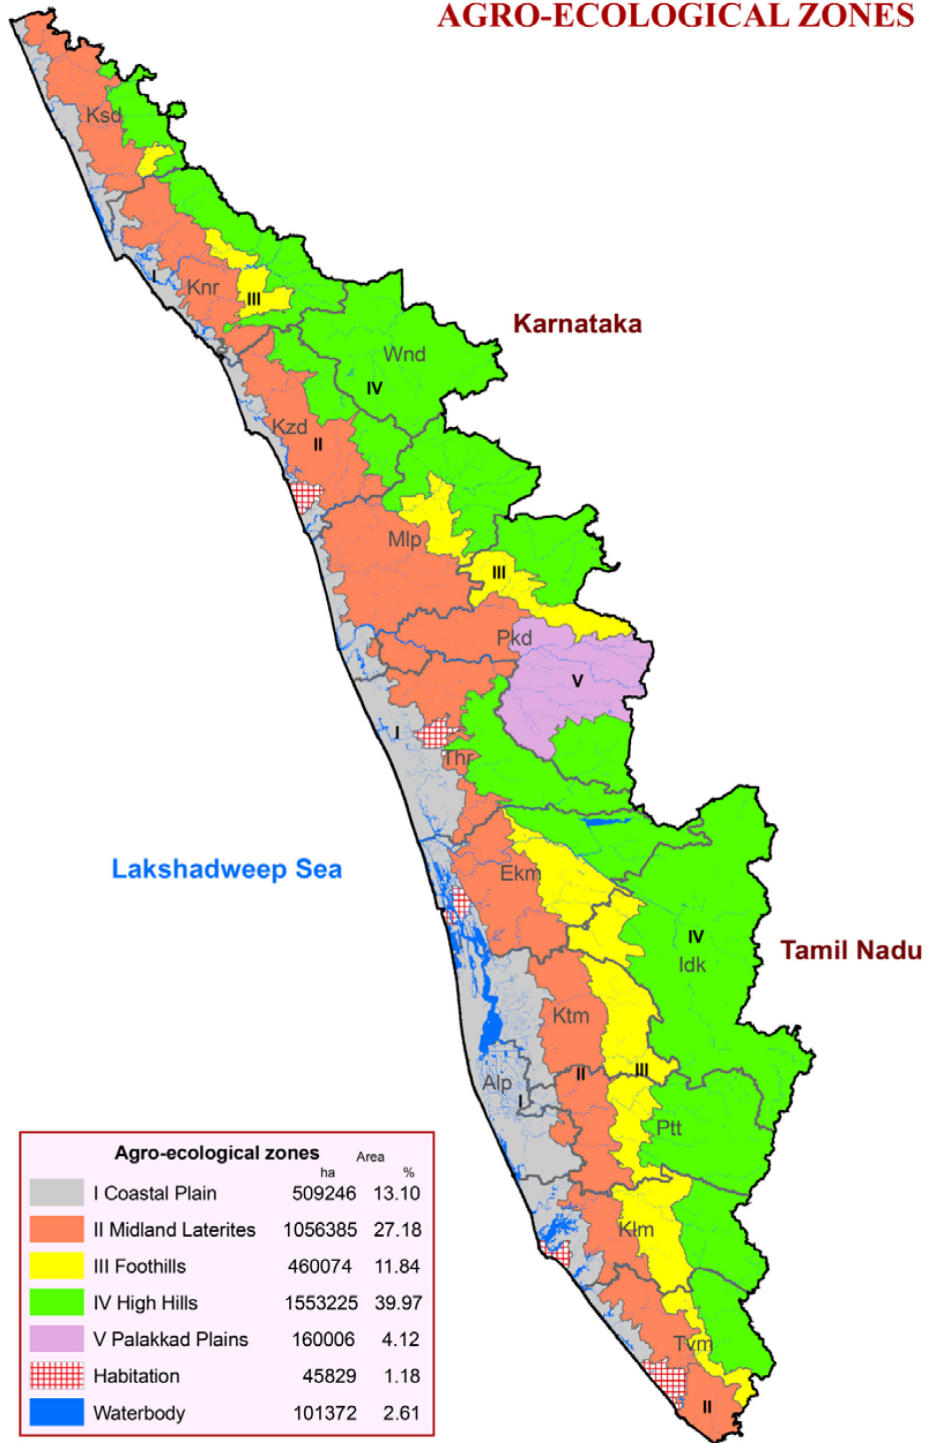 AGRO-ECOLOGICAL ZONES
Ksd
I
Knr
III
Karnataka
Wnd
IV
Kzd
II
Mlp
III
Pkd
V
I
Thr
Lakshadweep Sea
Ekm
IV
Idk
Tamil Nadu
Ktm
II
III
Alp
I
Ptt
Klm
Tvm
II
Agro-ecological zones Area
ha %
I Coastal Plain 509246 13.10
II Midland Laterites 1056385 27.18
III Foothills 460074 11.84
IV High Hills 1553225 39.97
V Palakkad Plains 160006 4.12
Habitation 45829 1.18
Waterbody 101372 2.61